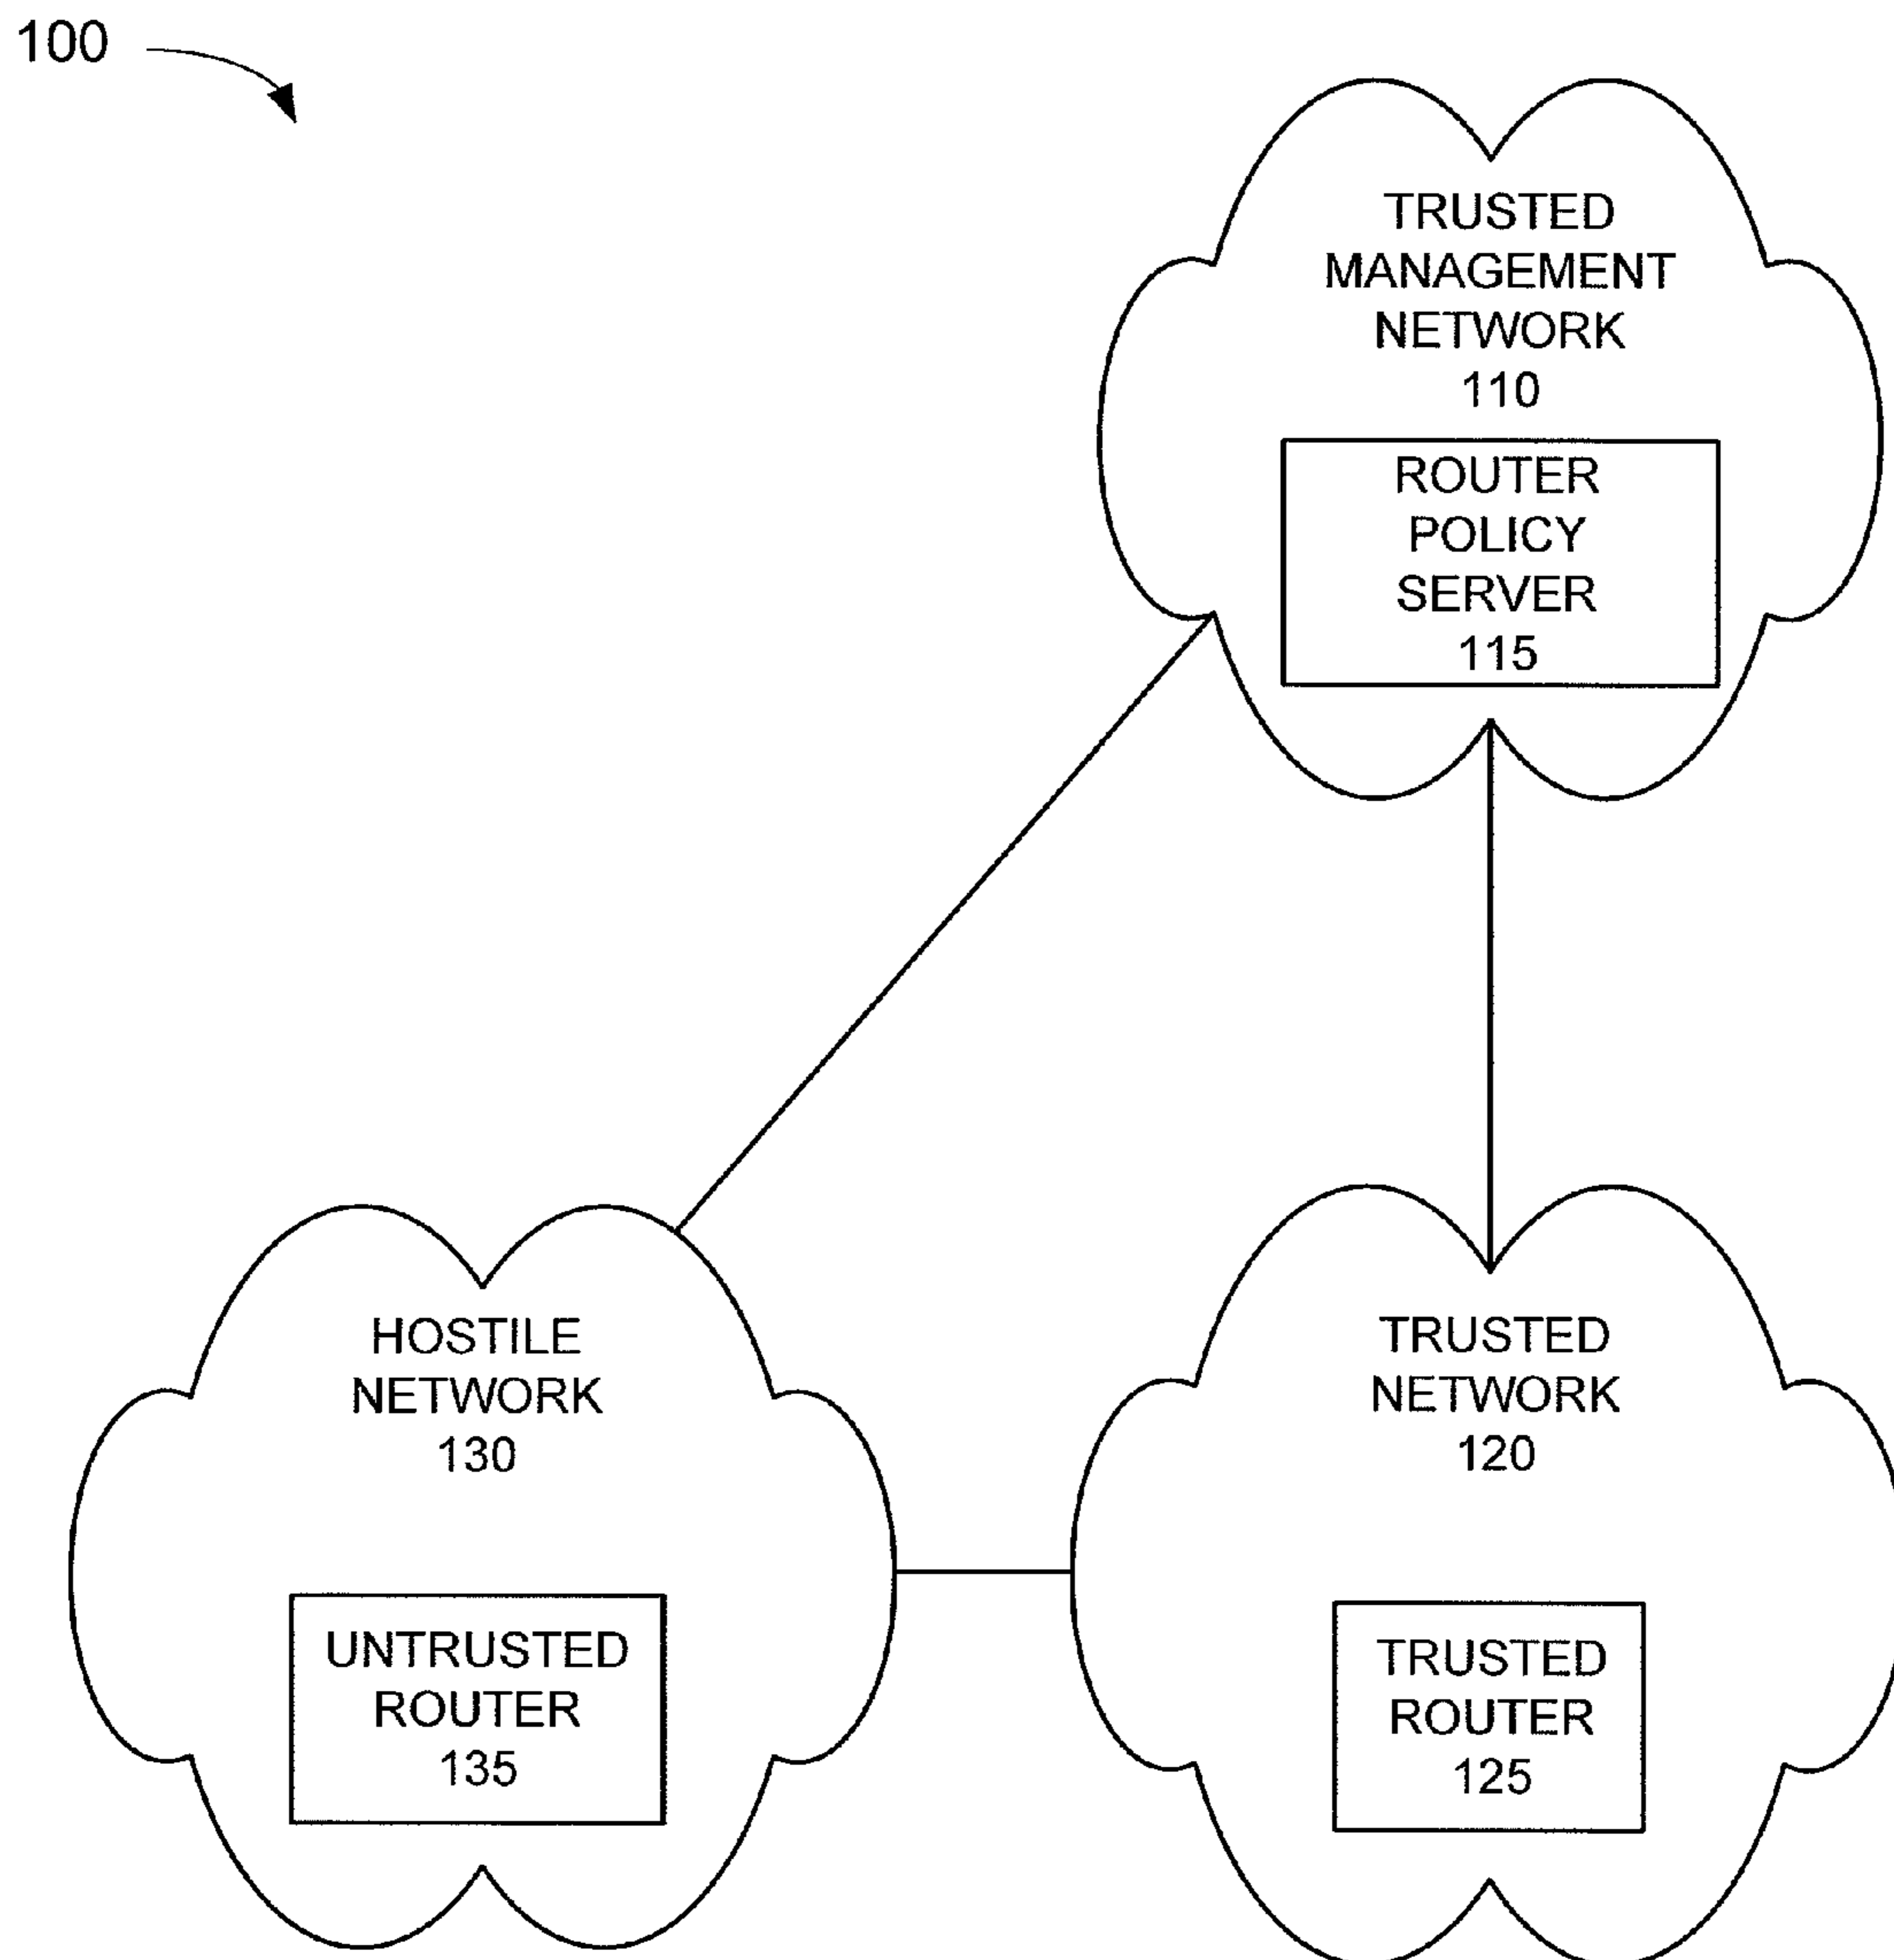 100
TRUSTED
MANAGEMENT
NETWORK
110
ROUTER
POLICY
SERVER
115
HOSTILE
NETWORK
130
UNTRUSTED
ROUTER
135
TRUSTED
NETWORK
120
TRUSTED
ROUTER
125